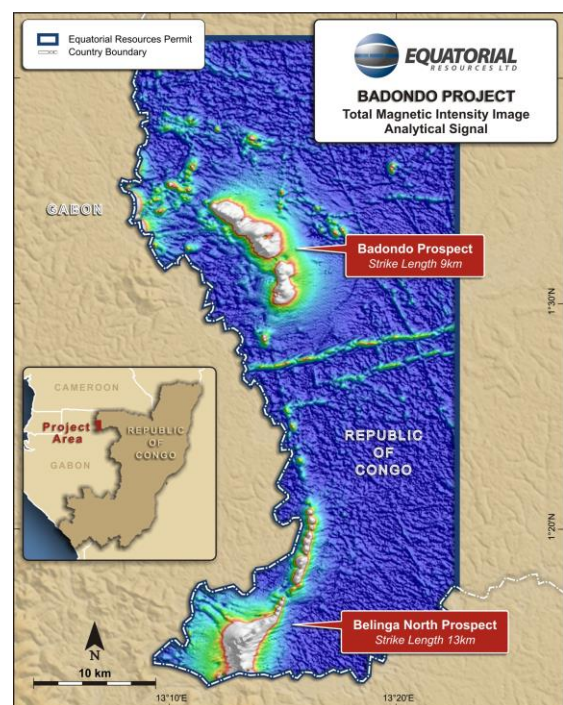 Equatorial Resources Permit
Country Boundary
EQUATORIAL
RESOURCES LTD
BADONDO PROJECT
Total Magnetic Intensity Image
Analytical Signal
GABON
Badondo Prospect
Strike Length 9km
1°30'N
CAMEROON
Project
Area
REPUBLIC
OF
CONGO
GABON
REPUBLIC
OF
CONGO
1°20'N
Belinga North Prospect
Strike Length 13km
N
10 km
13°10'E
13°20'E